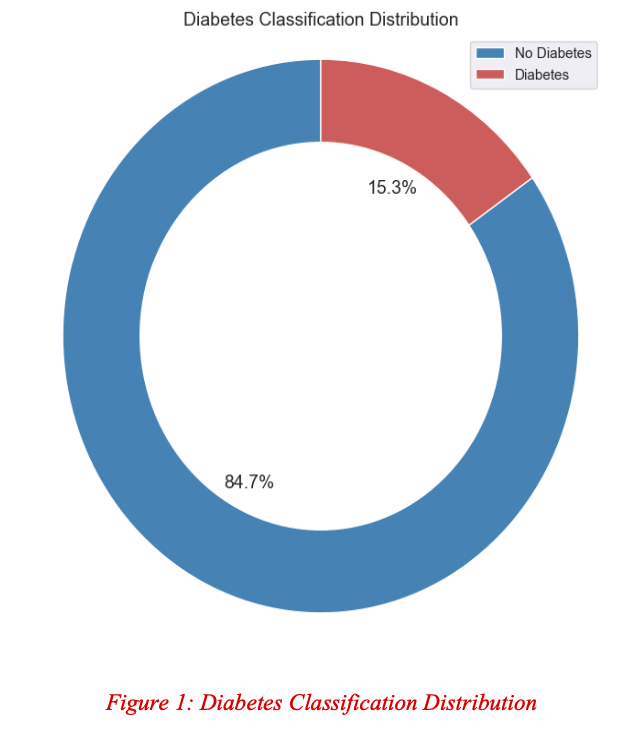 Diabetes Classification Distribution
No Diabetes
Diabetes
15.3%
84.7%
Figure 1: Diabetes Classification Distribution